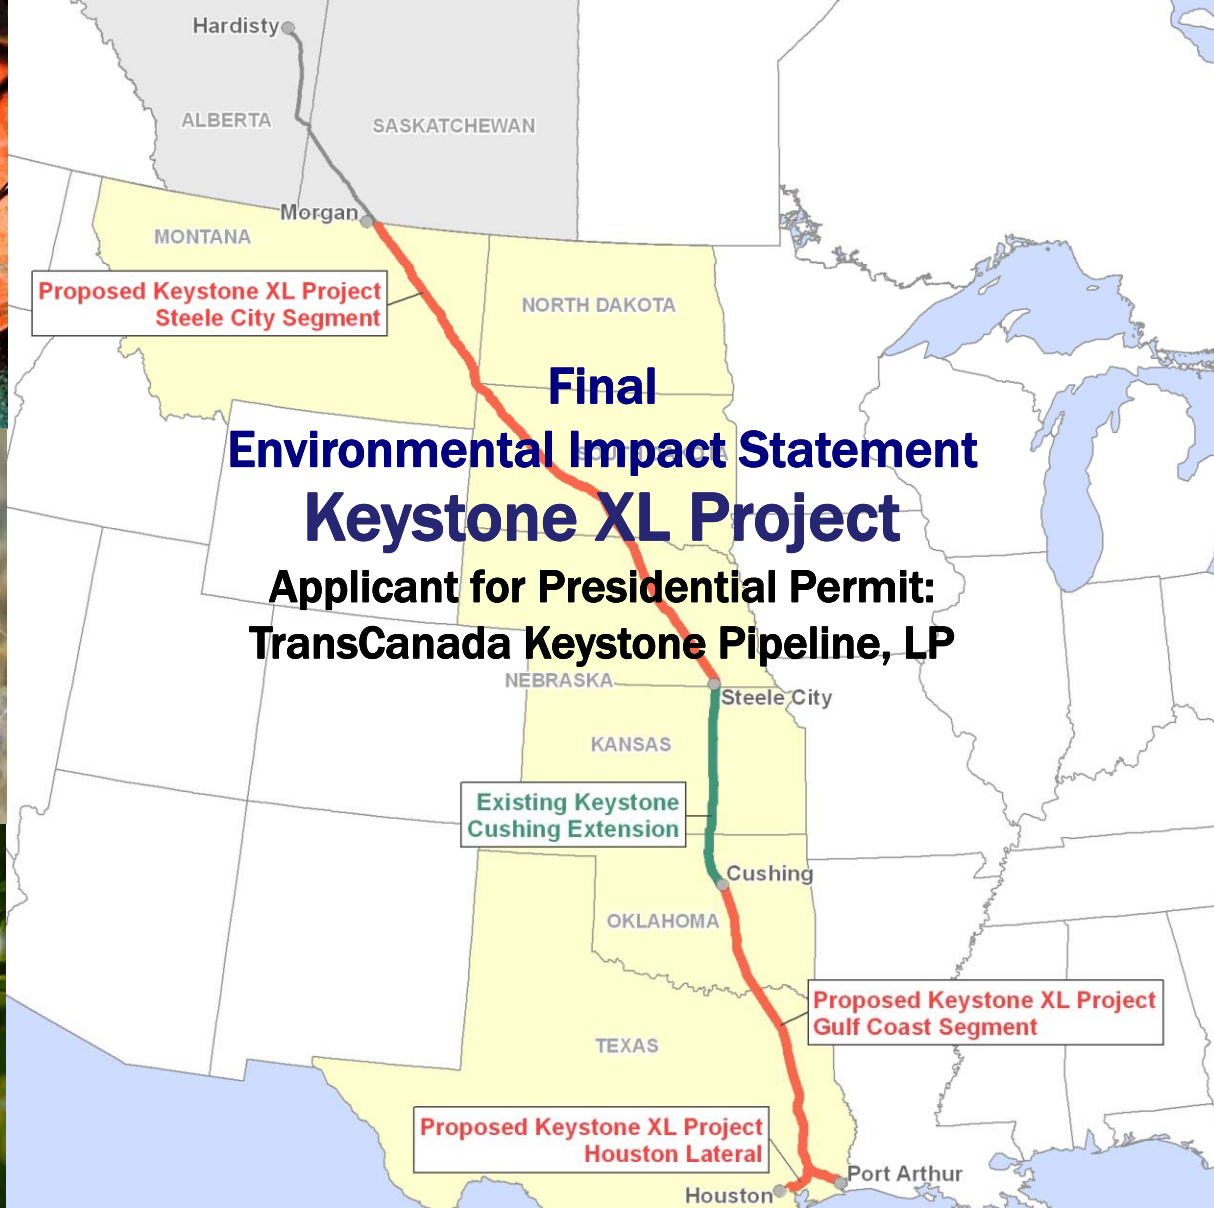 Hardisty
ALBERTA
SASKATCHEWAN
Morgan
MONTANA
Proposed Keystone XL Project
Steele City Segment
NORTH DAKOTA
Final
Environmental Impact Statement
SOUTH DAKOTA
Keystone XL Project
Applicant for Presidential Permit:
TransCanada Keystone Pipeline, LP
NEBRASKA
Steele City
KANSAS
Existing Keystone
Cushing Extension
Cushing
OKLAHOMA
Proposed Keystone XL Project
Gulf Coast Segment
TEXAS
Proposed Keystone XL Project
Houston Lateral
Port Arthur
Houston